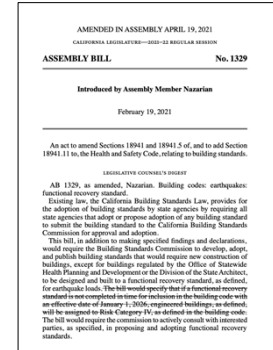 AMENDED IN ASSEMBLY APRIL 19, 2021
CALIFORNIA LEGISLATURE—2021–22 REGULAR SESSION
ASSEMBLY BILL No. 1329
Introduced by Assembly Member Nazarian
February 19, 2021
An act to amend Sections 18941 and 18941.5 of, and to add Section
18941.11 to, the Health and Safety Code, relating to building standards.
LEGISLATIVE COUNSEL'S DIGEST
AB 1329, as amended, Nazarian. Building codes: earthquakes:
functional recovery standard.
Existing law, the California Building Standards Law, provides for
the adoption of building standards by state agencies by requiring all
state agencies that adopt or propose adoption of any building standard
to submit the building standard to the California Building Standards
Commission for approval and adoption.
This bill, in addition to making specified findings and declarations,
would require the Building Standards Commission to develop, adopt,
and publish building standards that would require new construction of
buildings, except for buildings regulated by the Office of Statewide
Health Planning and Development or the Division of the State Architect,
to be designed and built to a functional recovery standard, as defined,
for earthquake loads. The bill would specify that if a functional recovery
standard is not completed in time for inclusion in the building code with
an effective date of January 1, 2026, engineered buildings, as defined,
will be assigned to Risk Category IV, as defined in the building code.
The bill would require the commission to actively consult with interested
parties, as specified, in proposing and adopting functional recovery
standards.